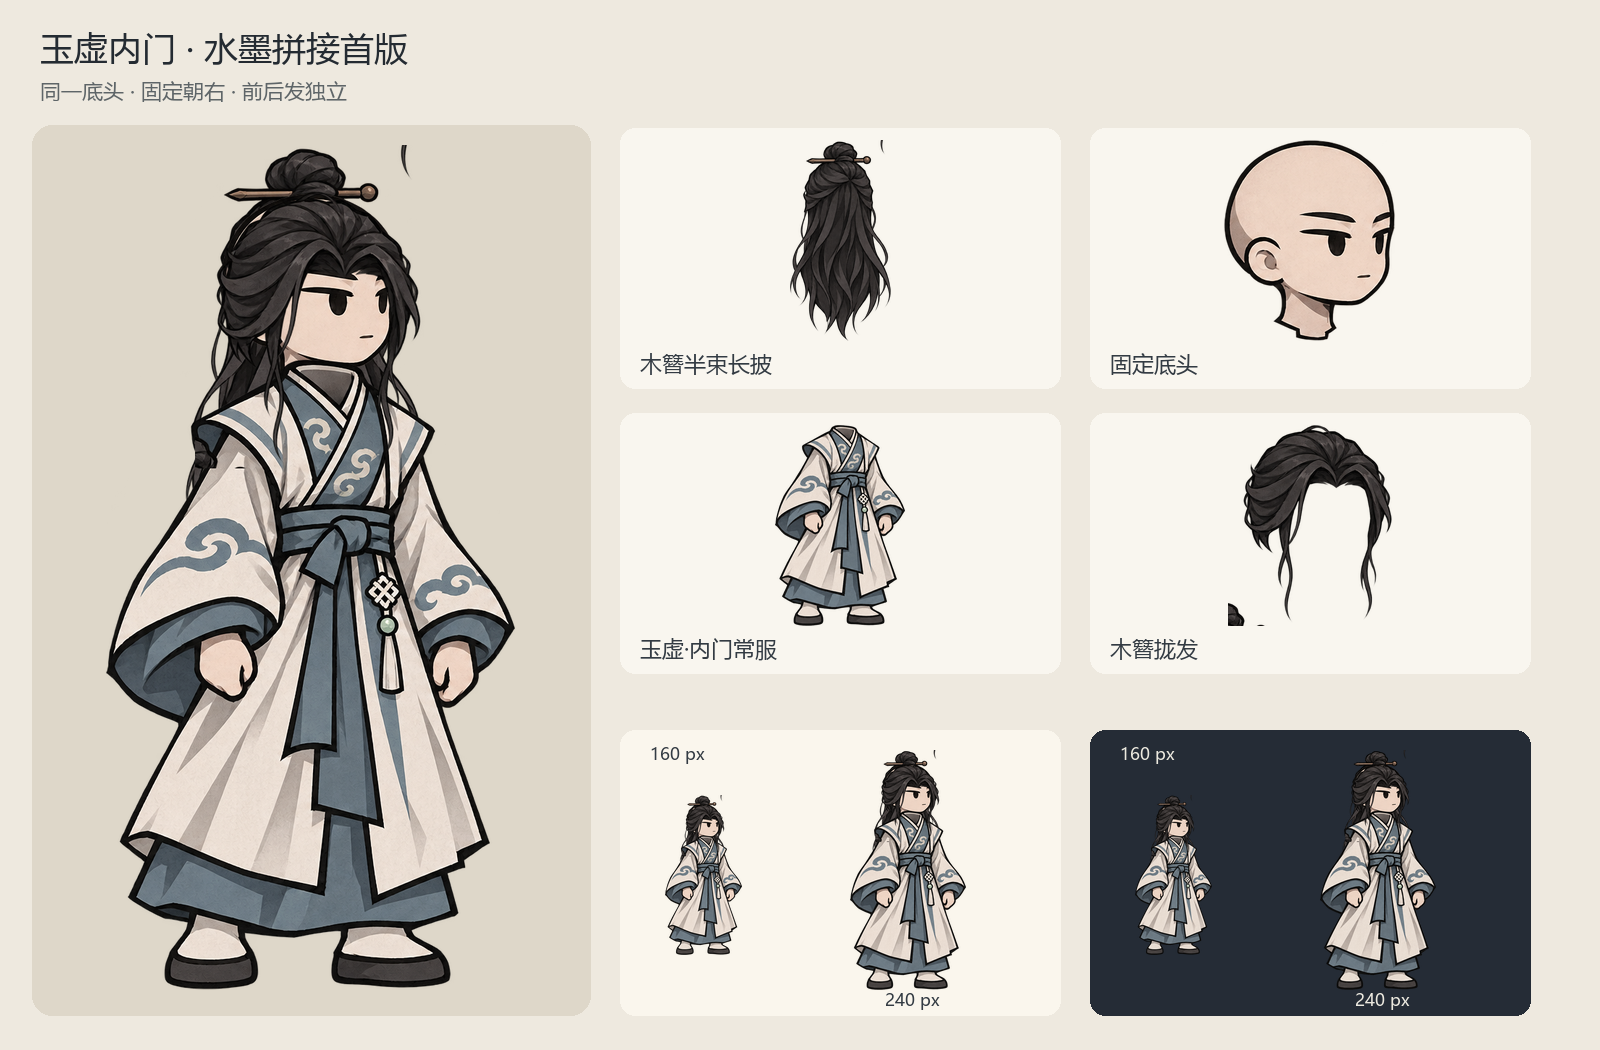 玉虚内门 · 水墨拼接首版
同一底头 · 固定朝右 · 前后发独立
木簪半束长披
固定底头
玉虚·内门常服
木簪拢发
160 px
240 px
160 px
240 px